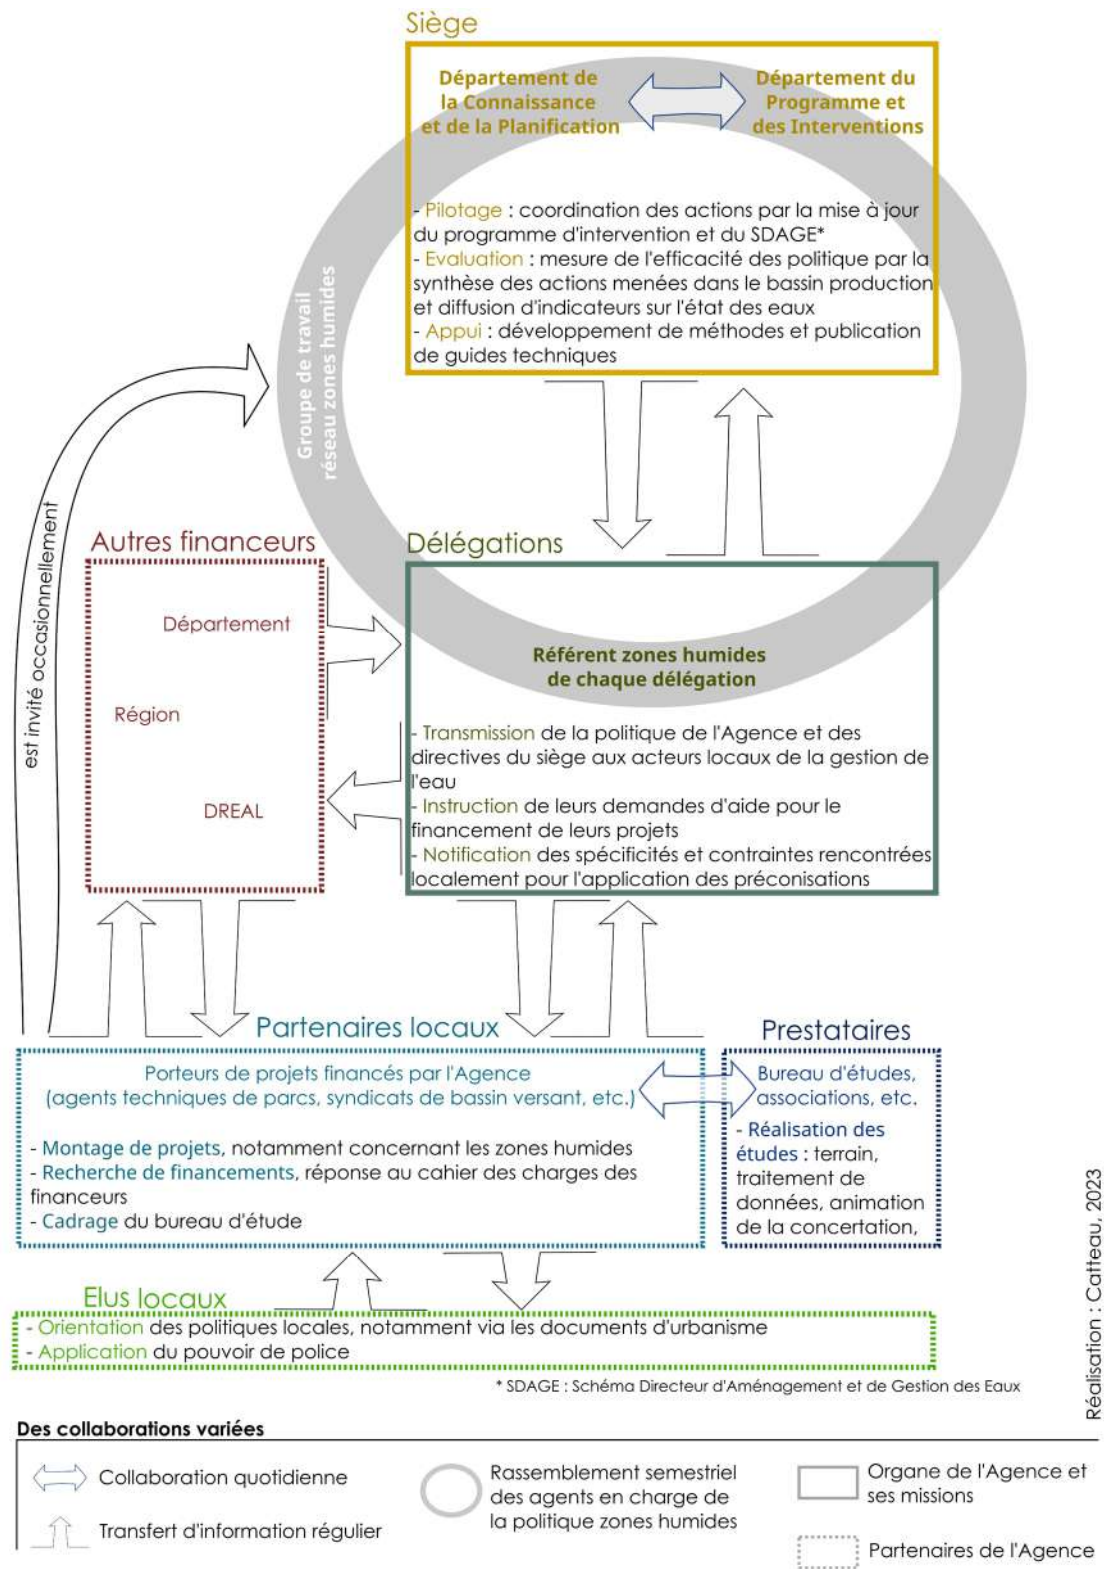 Siège
Département de
la Connaissance
et de la Planification
Département du
Programme et
des Interventions
- Pilotage : coordination des actions par la mise à jour
du programme d'intervention et du SDAGE*
- Evaluation : mesure de l'efficacité des politique par la
synthèse des actions menées dans le bassin production
et diffusion d'indicateurs sur l'état des eaux
- Appui : développement de méthodes et publication
de guides techniques
Groupe de travail
réseau zones humides
est invité occasionnellement
Autres financeurs
Département
Région
DREAL
Délégations
Référent zones humides
de chaque délégation
- Transmission de la politique de l'Agence et des
directives du siège aux acteurs locaux de la gestion de
l'eau
- Instruction de leurs demandes d'aide pour le
financement de leurs projets
- Notification des spécificités et contraintes rencontrées
localement pour l'application des préconisations
Partenaires locaux
Porteurs de projets financés par l'Agence
(agents techniques de parcs, syndicats de bassin versant, etc.)
- Montage de projets, notamment concernant les zones humides
- Recherche de financements, réponse au cahier des charges des
financeurs
- Cadrage du bureau d'étude
Prestataires
Bureau d'études,
associations, etc.
- Réalisation des
études : terrain,
traitement de
données, animation
de la concertation,
Elus locaux
- Orientation des politiques locales, notamment via les documents d'urbanisme
- Application du pouvoir de police
* SDAGE : Schéma Directeur d'Aménagement et de Gestion des Eaux
Réalisation : Catteau, 2023
Des collaborations variées
Collaboration quotidienne
Transfert d'information régulier
Rassemblement semestriel
des agents en charge de
la politique zones humides
Organe de l'Agence et
ses missions
Partenaires de l'Agence